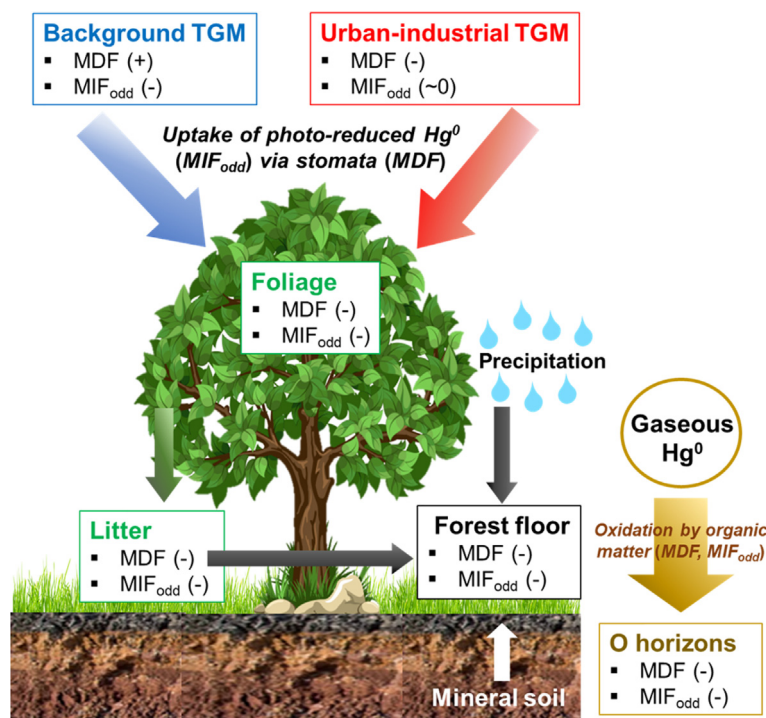 Background TGM
▪ MDF (+)
▪ MIFodd (-)
Urban-industrial TGM
▪ MDF (-)
▪ MIFodd (~0)
Uptake of photo-reduced Hg⁰
(MIFodd) via stomata (MDF)
Foliage
▪ MDF (-)
▪ MIFodd (-)
Precipitation
Gaseous
Hg⁰
Litter
▪ MDF (-)
▪ MIFodd (-)
Forest floor
▪ MDF (-)
▪ MIFodd (-)
Oxidation by organic
matter (MDF, MIFodd)
Mineral soil
O horizons
▪ MDF (-)
▪ MIFodd (-)